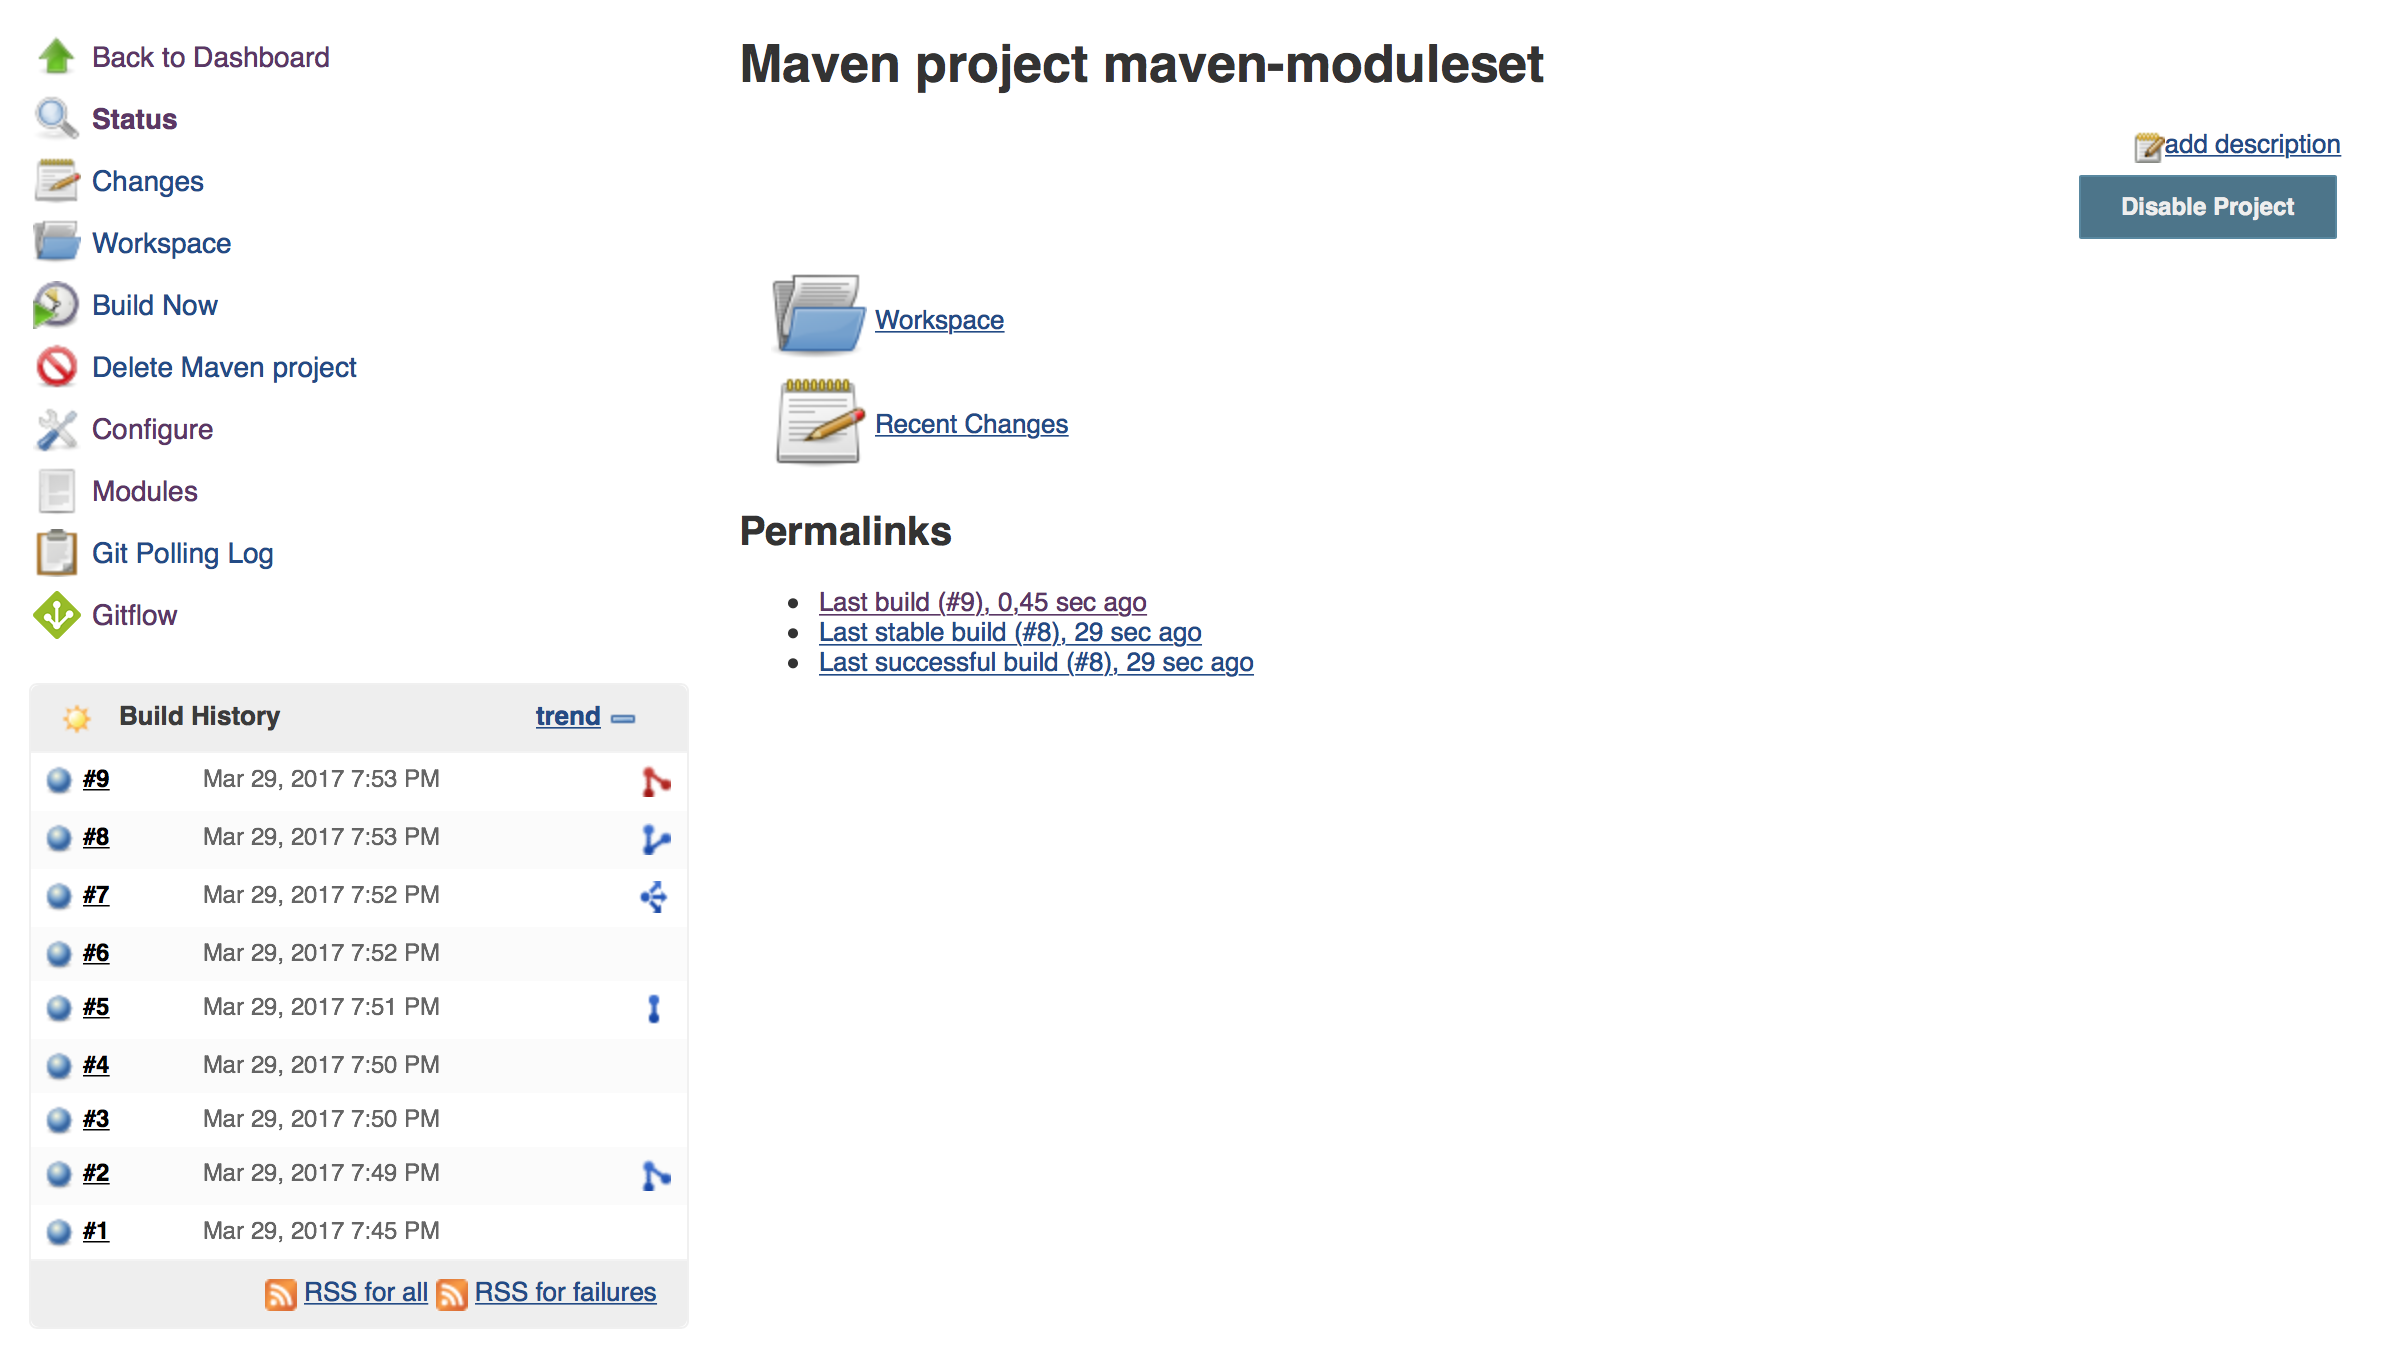 Back to Dashboard
Status
Changes
Workspace
Build Now
Delete Maven project
Configure
Modules
Git Polling Log
Gitflow
Build History trend
#9 Mar 29, 2017 7:53 PM
#8 Mar 29, 2017 7:53 PM
#7 Mar 29, 2017 7:52 PM
#6 Mar 29, 2017 7:52 PM
#5 Mar 29, 2017 7:51 PM
#4 Mar 29, 2017 7:50 PM
#3 Mar 29, 2017 7:50 PM
#2 Mar 29, 2017 7:49 PM
#1 Mar 29, 2017 7:45 PM
RSS for all RSS for failures
Maven project maven-moduleset
add description
Disable Project
Workspace
Recent Changes
Permalinks
Last build (#9), 0,45 sec ago
Last stable build (#8), 29 sec ago
Last successful build (#8), 29 sec ago